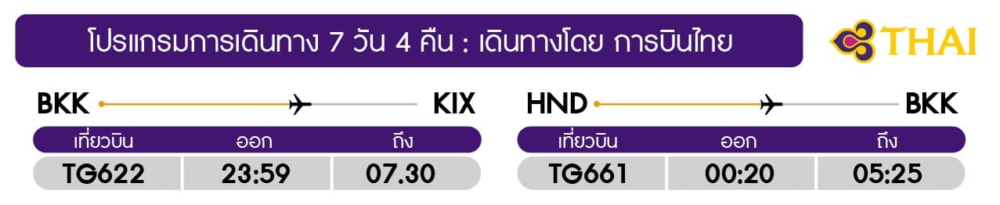 โปรแกรมการเดินทาง 7 วัน 4 คืน : เดินทางโดย การบินไทย
THAI
BKK KIX
เที่ยวบิน ออก ถึง
TG622 23:59 07.30
HND BKK
เที่ยวบิน ออก ถึง
TG661 00:20 05:25